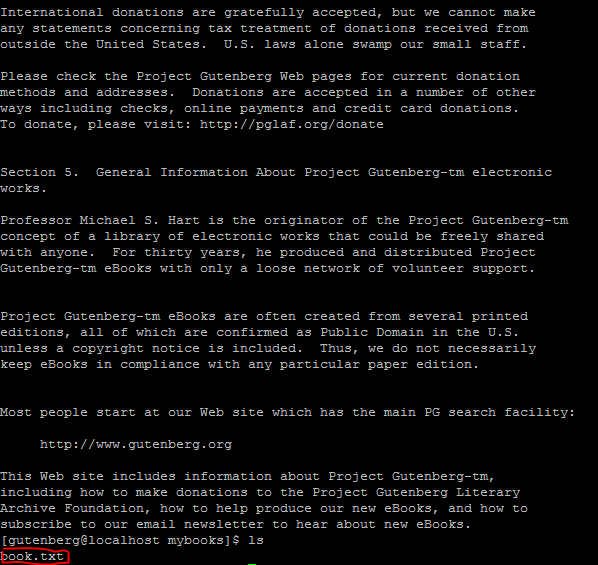 International donations are gratefully accepted, but we cannot make
any statements concerning tax treatment of donations received from
outside the United States.  U.S. laws alone swamp our small staff.
Please check the Project Gutenberg Web pages for current donation
methods and addresses.  Donations are accepted in a number of other
ways including checks, online payments and credit card donations.
To donate, please visit: http://pglaf.org/donate
Section 5.  General Information About Project Gutenberg-tm electronic
works.
Professor Michael S. Hart is the originator of the Project Gutenberg-tm
concept of a library of electronic works that could be freely shared
with anyone.  For thirty years, he produced and distributed Project
Gutenberg-tm eBooks with only a loose network of volunteer support.
Project Gutenberg-tm eBooks are often created from several printed
editions, all of which are confirmed as Public Domain in the U.S.
unless a copyright notice is included.  Thus, we do not necessarily
keep eBooks in compliance with any particular paper edition.
Most people start at our Web site which has the main PG search facility:
http://www.gutenberg.org
This Web site includes information about Project Gutenberg-tm,
including how to make donations to the Project Gutenberg Literary
Archive Foundation, how to help produce our new eBooks, and how to
subscribe to our email newsletter to hear about new eBooks.
[gutenberg@localhost mybooks]$ ls
book.txt